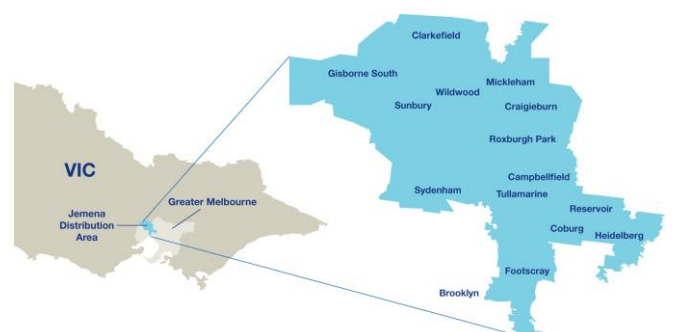 Clarkefield
Gisborne South
Mickleham
Wildwood
Sunbury
Craigieburn
Roxburgh Park
VIC
Campbellfield
Sydenham
Tullamarine
Greater Melbourne
Jemena
Distribution
Area
Reservoir
Coburg
Heidelberg
Footscray
Brooklyn